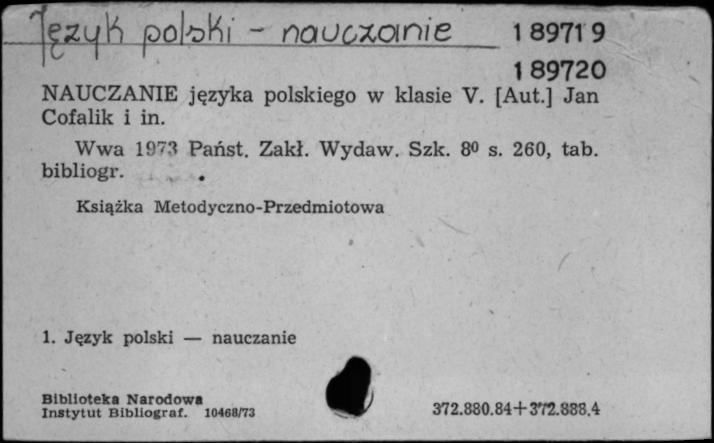 Język polski - nauczanie 189719
189720
NAUCZANIE języka polskiego w klasie V. [Aut.] Jan
Cofalik i in.
Wwa 1973 Państ. Zakł. Wydaw. Szk. 8⁰ s. 260, tab.
bibliogr.
Książka Metodyczno-Przedmiotowa
1. Język polski — nauczanie
Biblioteka Narodowa
Instytut Bibliograf. 10468/73
372.880.84+372.888.4